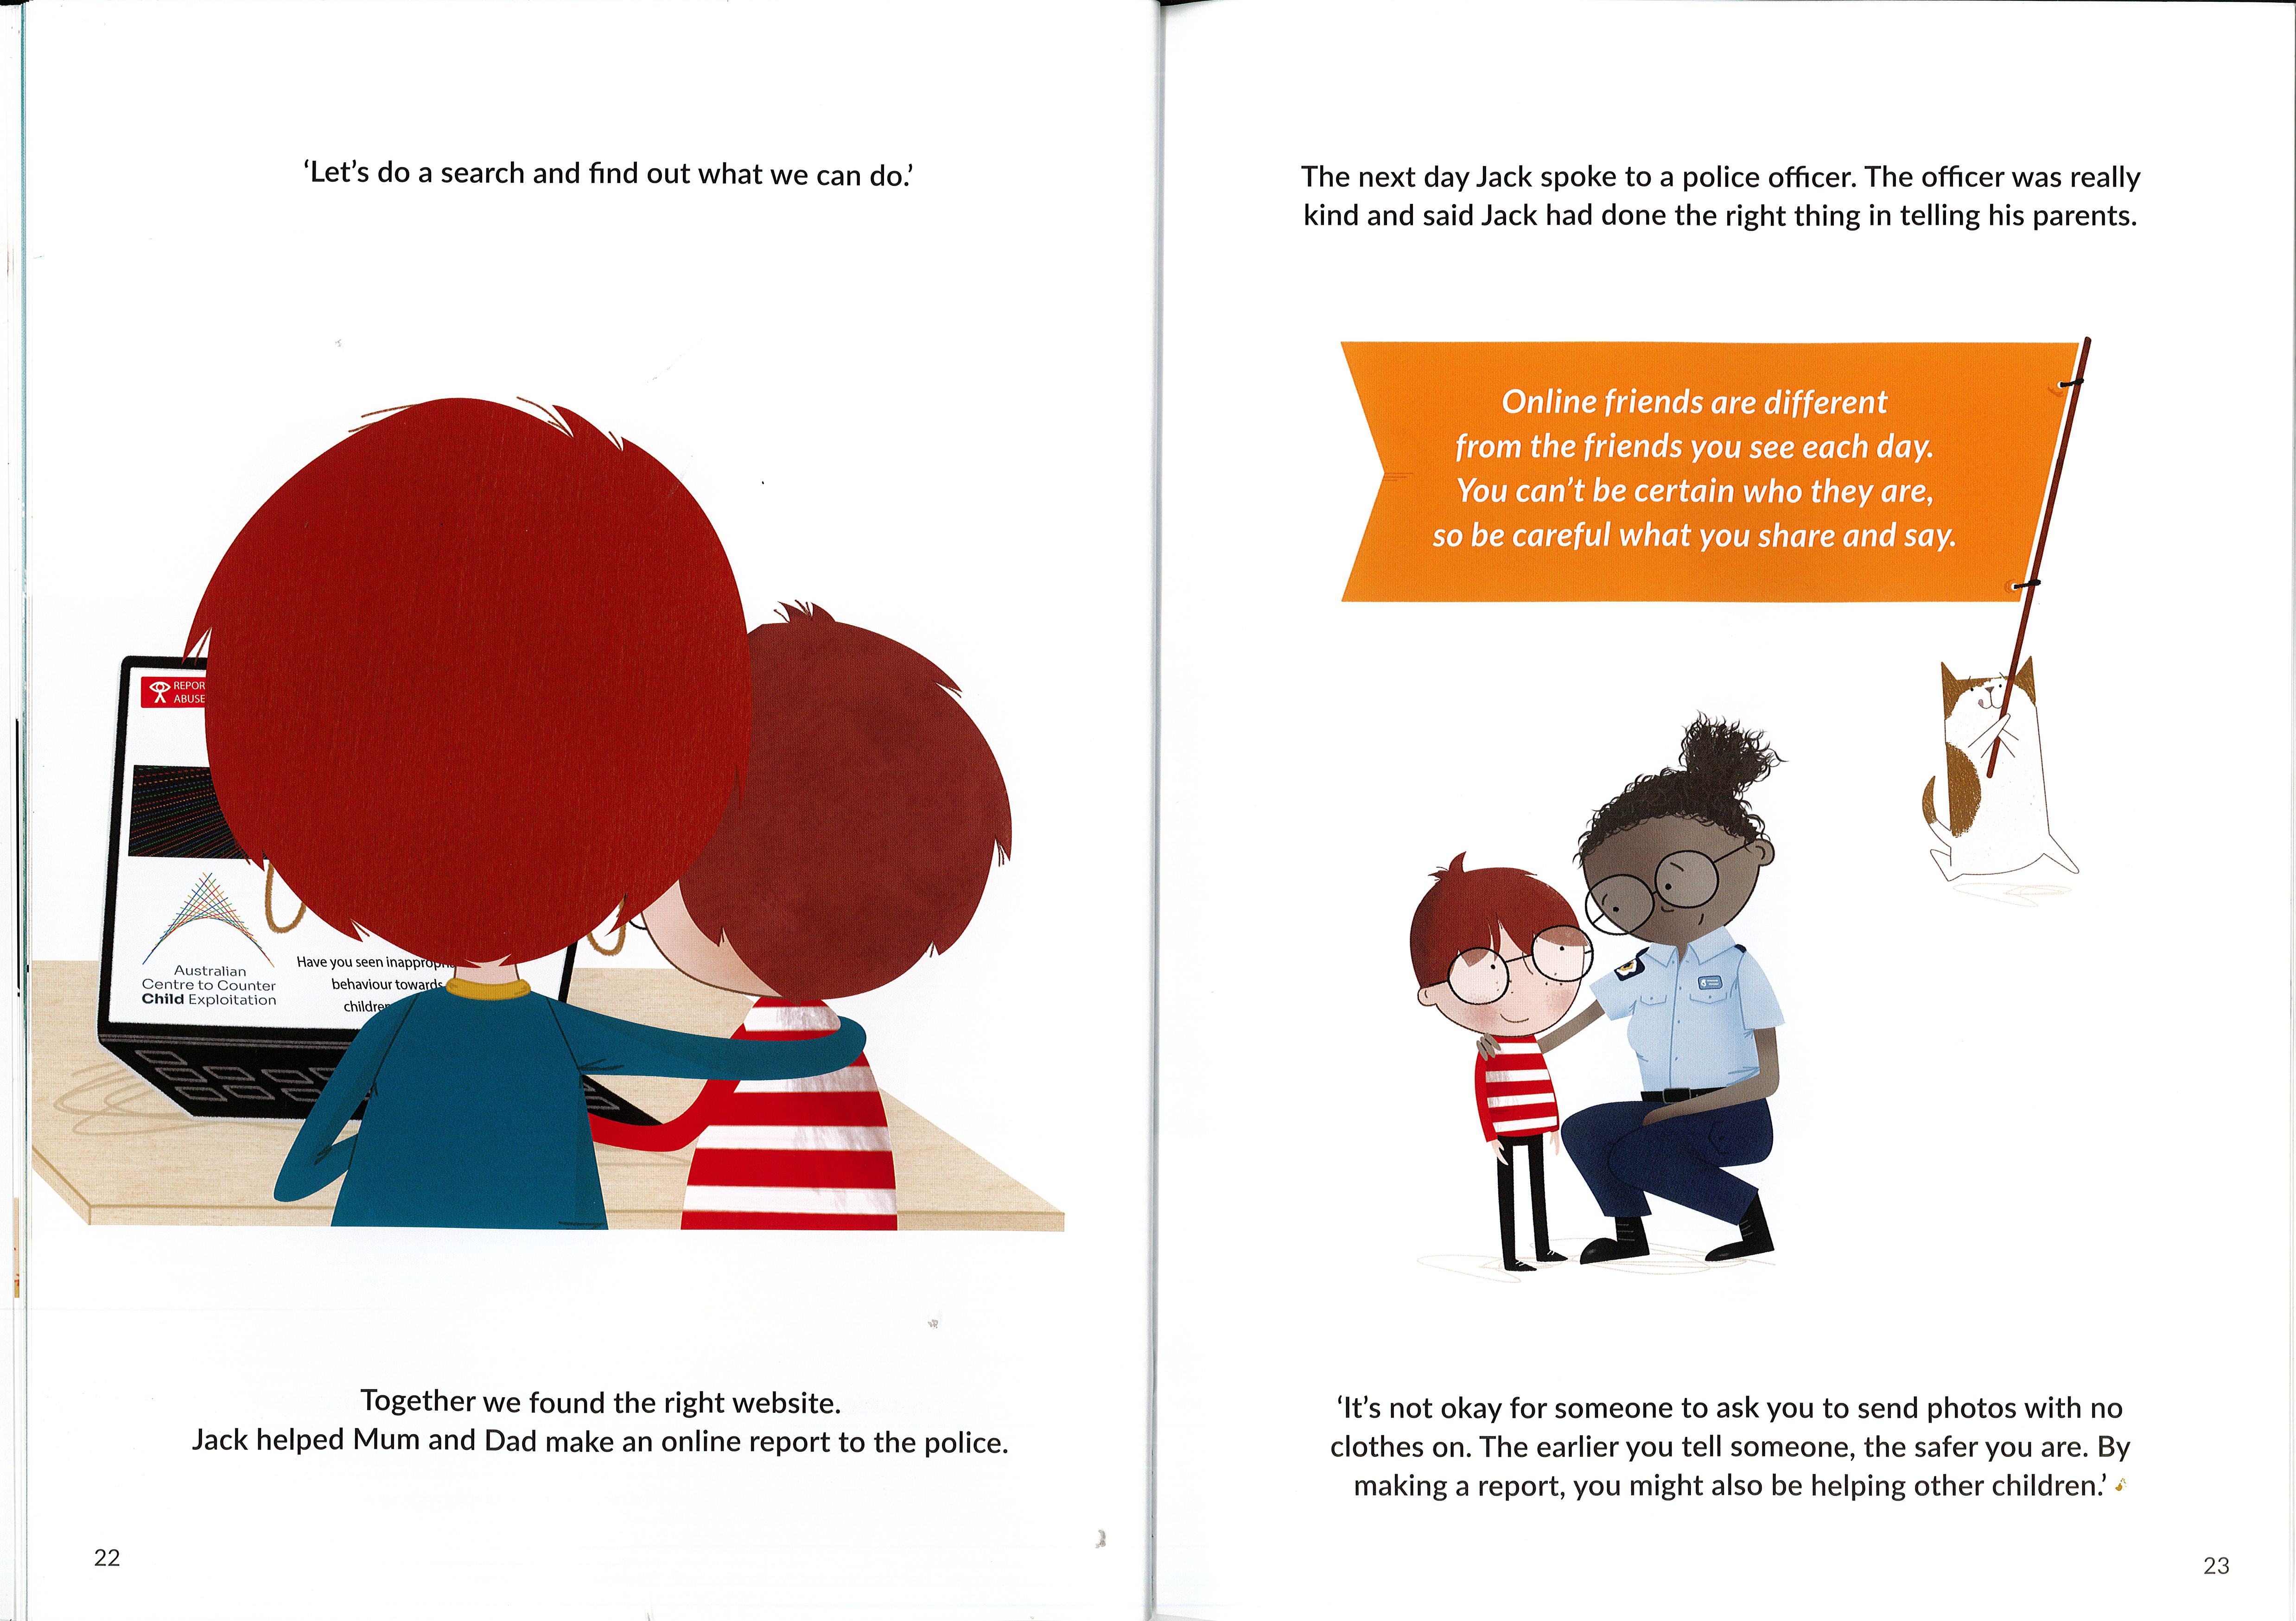 ‘Let’s do a search and find out what we can do.’
REPOR
ABUSE
Australian
Centre to Counter
Child Exploitation
Have you seen inappropri
behaviour towards
childre
Together we found the right website.
Jack helped Mum and Dad make an online report to the police.
22
The next day Jack spoke to a police officer. The officer was really
kind and said Jack had done the right thing in telling his parents.
Online friends are different
from the friends you see each day.
You can’t be certain who they are,
so be careful what you share and say.
‘It’s not okay for someone to ask you to send photos with no
clothes on. The earlier you tell someone, the safer you are. By
making a report, you might also be helping other children.’
23